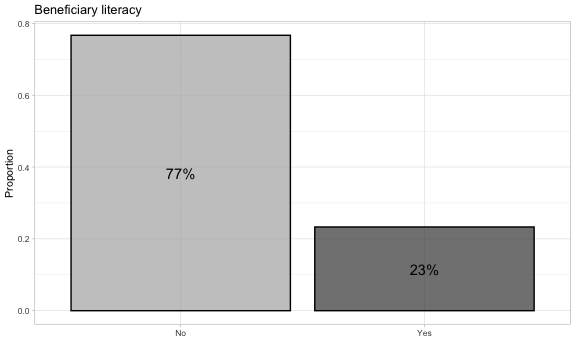 Beneficiary literacy
Proportion
0.8
0.6
0.4
0.2
0.0
77%
23%
No
Yes